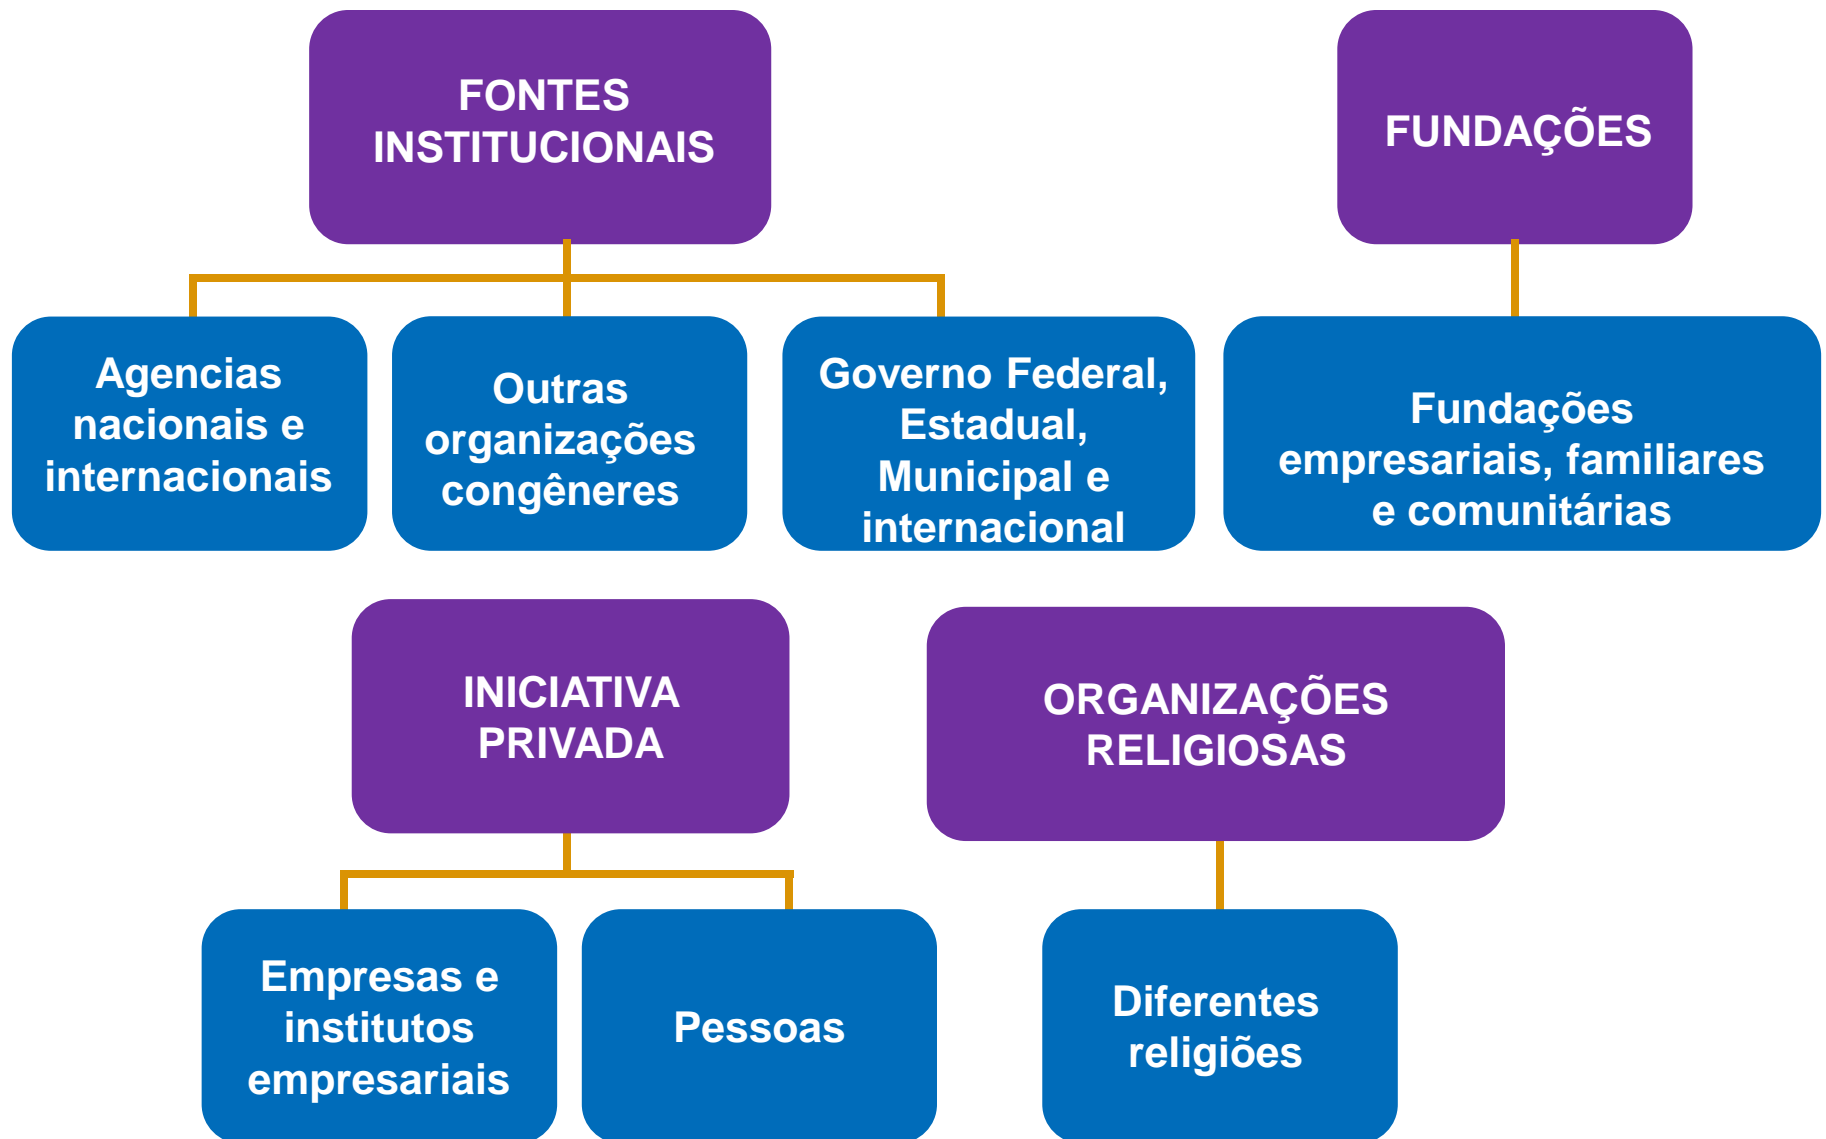 FONTES
INSTITUCIONAIS
FUNDAÇÕES
Agencias
nacionais e
internacionais
Outras
organizações
congêneres
Governo Federal,
Estadual,
Municipal e
internacional
Fundações
empresariais, familiares
e comunitárias
INICIATIVA
PRIVADA
ORGANIZAÇÕES
RELIGIOSAS
Empresas e
institutos
empresariais
Pessoas
Diferentes
religiões